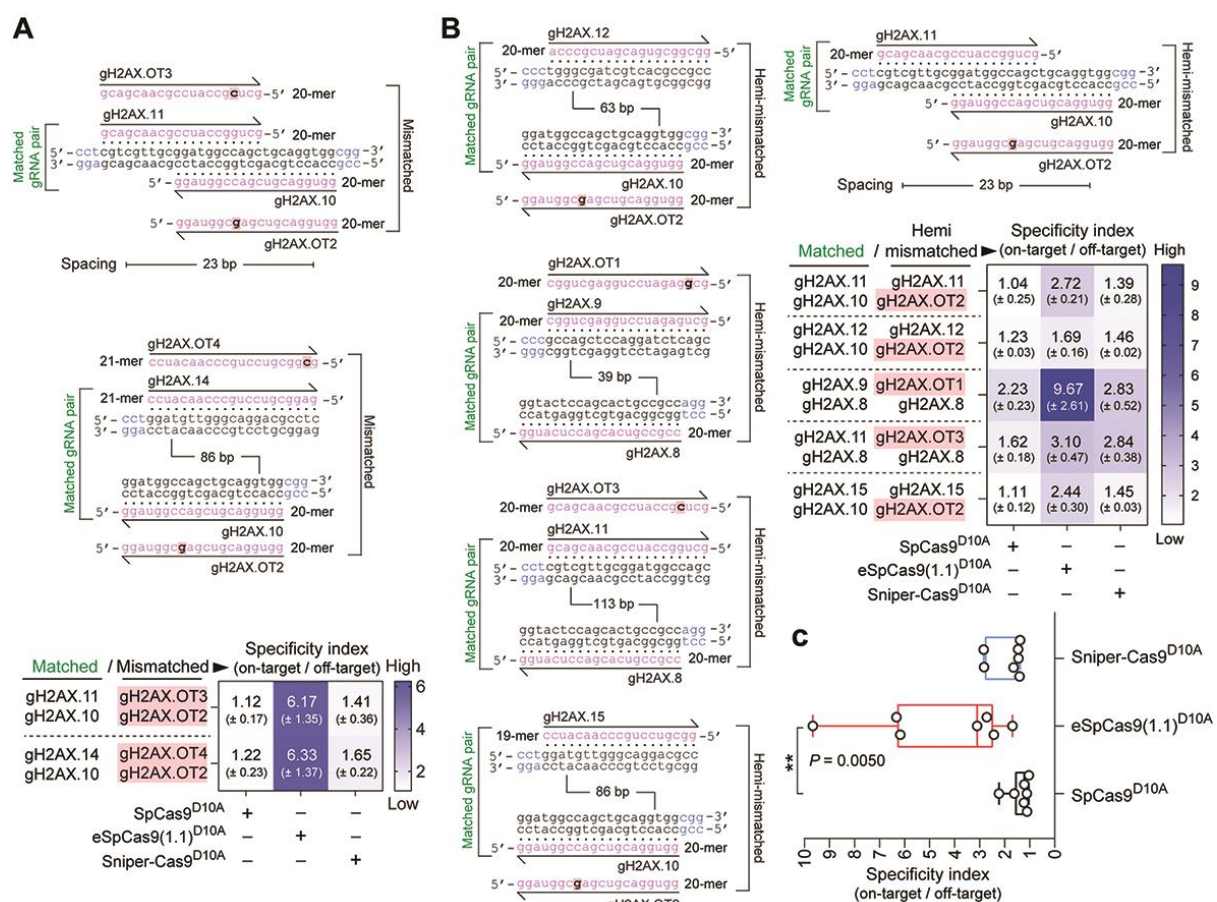 A
gH2AX.OT3
gcagcaacgccuaccgcucg-5′ 20-mer
gH2AX.11
gcagcaacgccuaccggucg 20-mer
5′-cctcgtcgttgcggatggccagctgcaggtggcgg-3′
3′-ggagcagcaacgcctaccggtcgacgtccaccgcc-5′
5′-ggauggccagcugcaggugg 20-mer
gH2AX.10
5′-ggauggcgagcugcaggugg 20-mer
gH2AX.OT2
Matched
gRNA pair
Mismatched
Spacing 23 bp
gH2AX.OT4
21-mer ccuacaacccguccugcggcg-5′
gH2AX.14
21-mer ccuacaacccguccugcggag
5′-cctggatgttgggcaggacgcctc
3′-ggacctacaacccgtcctgcggag
86 bp
ggatggccagctgcaggtggcgg-3′
cctaccggtcgacgtccaccgcc-5′
5′-ggauggccagcugcaggugg 20-mer
gH2AX.10
5′-ggauggcgagcugcaggugg 20-mer
gH2AX.OT2
Matched gRNA pair
Mismatched
Matched / Mismatched
Specificity index
(on-target / off-target)
High
gH2AX.11 gH2AX.OT3 1.12 6.17 1.41
gH2AX.10 gH2AX.OT2 (± 0.17) (± 1.35) (± 0.36)
gH2AX.14 gH2AX.OT4 1.22 6.33 1.65
gH2AX.10 gH2AX.OT2 (± 0.23) (± 1.37) (± 0.22)
6
4
2
Low
SpCas9D10A + – –
eSpCas9(1.1)D10A – + –
Sniper-Cas9D10A – – +
B
gH2AX.12
20-mer acccgcuagcagugcggcgg-5′
5′-ccctgggcgatcgtcacgccgcc
3′-gggacccgctagcagtgcggcgg
63 bp
ggatggccagctgcaggtggcgg-3′
cctaccggtcgacgtccaccgcc-5′
5′-ggauggccagcugcaggugg 20-mer
gH2AX.10
5′-ggauggcgagcugcaggugg 20-mer
gH2AX.OT2
Matched gRNA pair
Hemi-mismatched
gH2AX.OT1
20-mer cggucgagguccuagaggcg-5′
gH2AX.9
20-mer cggucgagguccuagagucg-5′
5′-cccgccagctccaggatctcagc
3′-gggcggtcgaggtcctagagtcg
39 bp
ggtactccagcactgccgccagg-3′
ccatgaggtcgtgacggcggtcc-5′
5′-gguacuccagcacugccgcc 20-mer
gH2AX.8
Matched gRNA pair
Hemi-mismatched
gH2AX.OT3
20-mer gcagcaacgccuaccgcucg-5′
gH2AX.11
20-mer gcagcaacgccuaccggucg-5′
5′-cctcgtcgttgcggatggccagc
3′-ggagcagcaacgcctaccggtcg
113 bp
ggtactccagcactgccgccagg-3′
ccatgaggtcgtgacggcggtcc-5′
5′-gguacuccagcacugccgcc 20-mer
gH2AX.8
Matched gRNA pair
Hemi-mismatched
gH2AX.15
19-mer ccuacaacccguccugcgg-5′
5′-cctggatgttgggcaggacgcc
3′-ggacctacaacccgtcctgcgg
86 bp
ggatggccagctgcaggtggcgg-3′
cctaccggtcgacgtccaccgcc-5′
5′-ggauggccagcugcaggugg 20-mer
gH2AX.10
5′-ggauggcgagcugcaggugg 20-mer
Matched gRNA pair
Hemi-mismatched
gH2AX.11
20-mer gcagcaacgccuaccggucg-5′
5′-cctcgtcgttgcggatggccagctgcaggtggcgg-3′
3′-ggagcagcaacgcctaccggtcgacgtccaccgcc-5′
ggauggccagcugcaggugg 20-mer
gH2AX.10
ggauggcgagcugcaggugg 20-mer
gH2AX.OT2
Matched
gRNA pair
Hemi-mismatched
Spacing 23 bp
Matched / Hemi mismatched
Specificity index
(on-target / off-target)
High
gH2AX.11 gH2AX.11 1.04 2.72 1.39
gH2AX.10 gH2AX.OT2 (± 0.25) (± 0.21) (± 0.28)
gH2AX.12 gH2AX.12 1.23 1.69 1.46
gH2AX.10 gH2AX.OT2 (± 0.03) (± 0.16) (± 0.02)
gH2AX.9 gH2AX.OT1 2.23 9.67 2.83
gH2AX.8 gH2AX.8 (± 0.23) (± 2.61) (± 0.52)
gH2AX.11 gH2AX.OT3 1.62 3.10 2.84
gH2AX.8 gH2AX.8 (± 0.18) (± 0.47) (± 0.38)
gH2AX.15 gH2AX.15 1.11 2.44 1.45
gH2AX.10 gH2AX.OT2 (± 0.12) (± 0.30) (± 0.03)
9
8
7
6
5
4
3
2
Low
SpCas9D10A + – –
eSpCas9(1.1)D10A – + –
Sniper-Cas9D10A – – +
C
Sniper-Cas9D10A
eSpCas9(1.1)D10A
SpCas9D10A
**
P = 0.0050
10 9 8 7 6 5 4 3 2 1 0
Specificity index
(on-target / off-target)